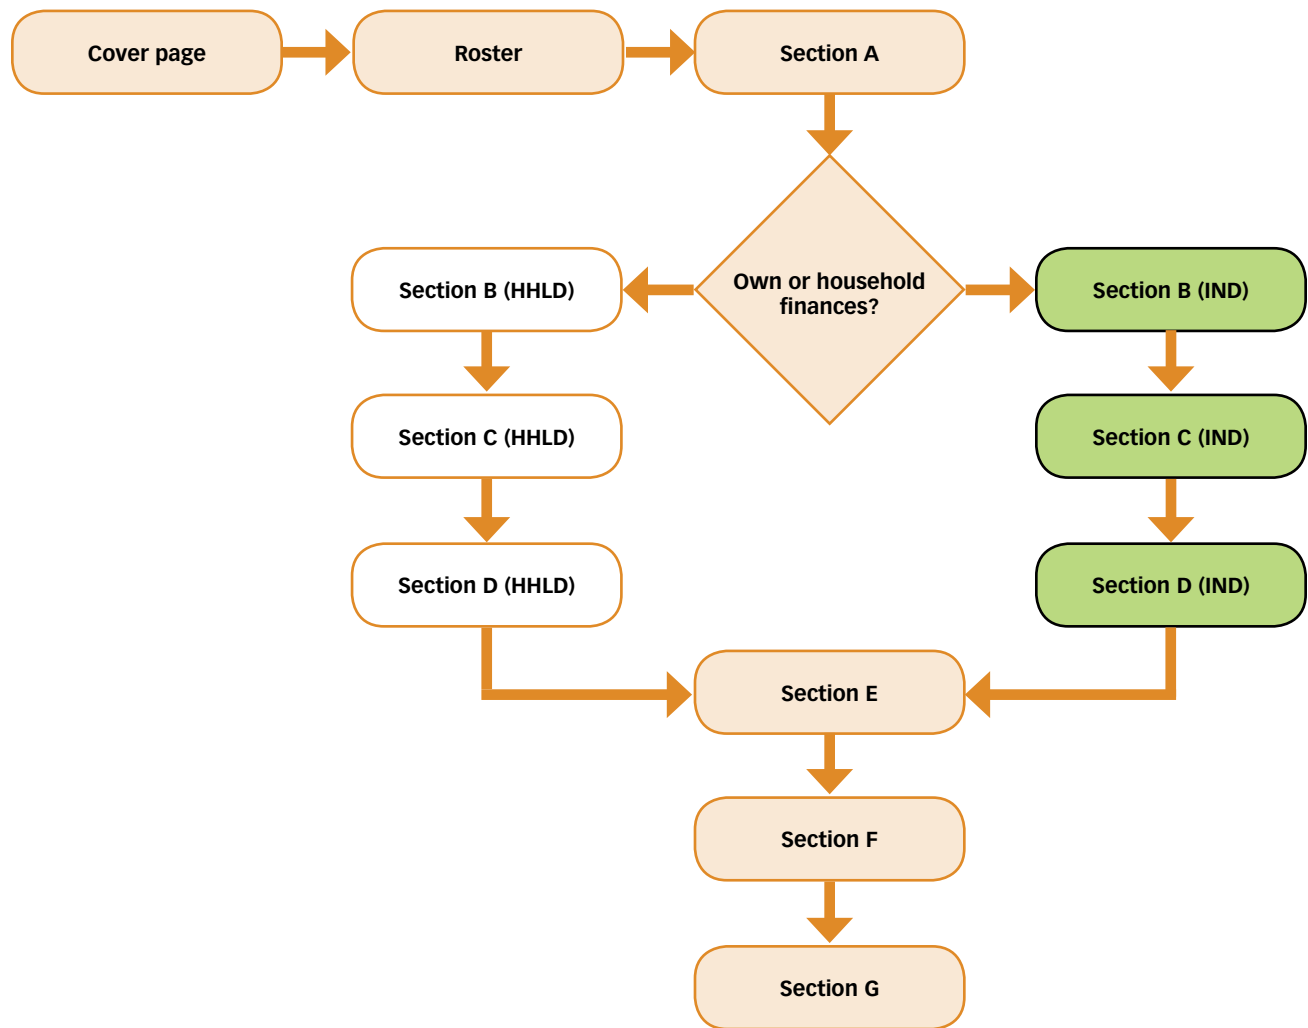 Cover page
Roster
Section A
Own or household
finances?
Section B (HHLD)
Section B (IND)
Section C (HHLD)
Section C (IND)
Section D (HHLD)
Section D (IND)
Section E
Section F
Section G